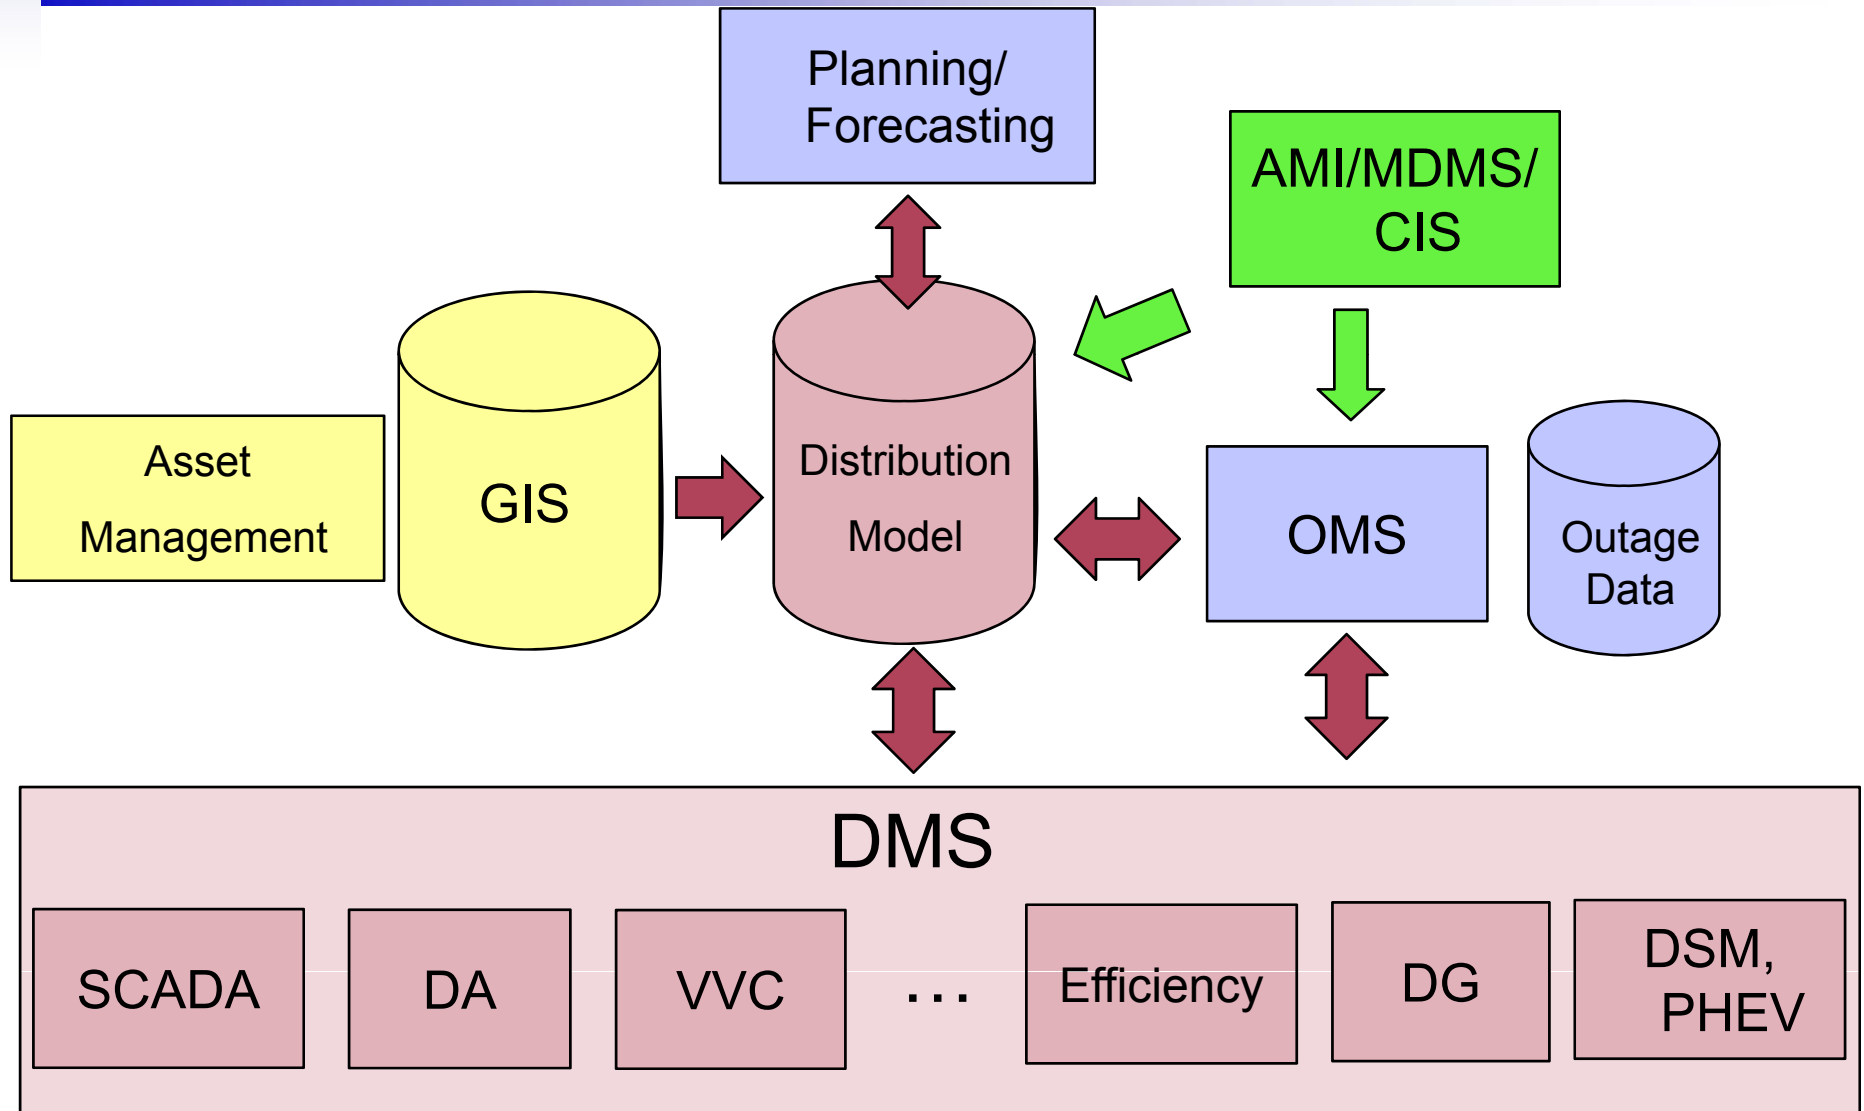 Planning/
Forecasting
AMI/MDMS/
CIS
Asset
Management
GIS
Distribution
Model
OMS
Outage
Data
DMS
SCADA
DA
VVC
...
Efficiency
DG
DSM,
PHEV